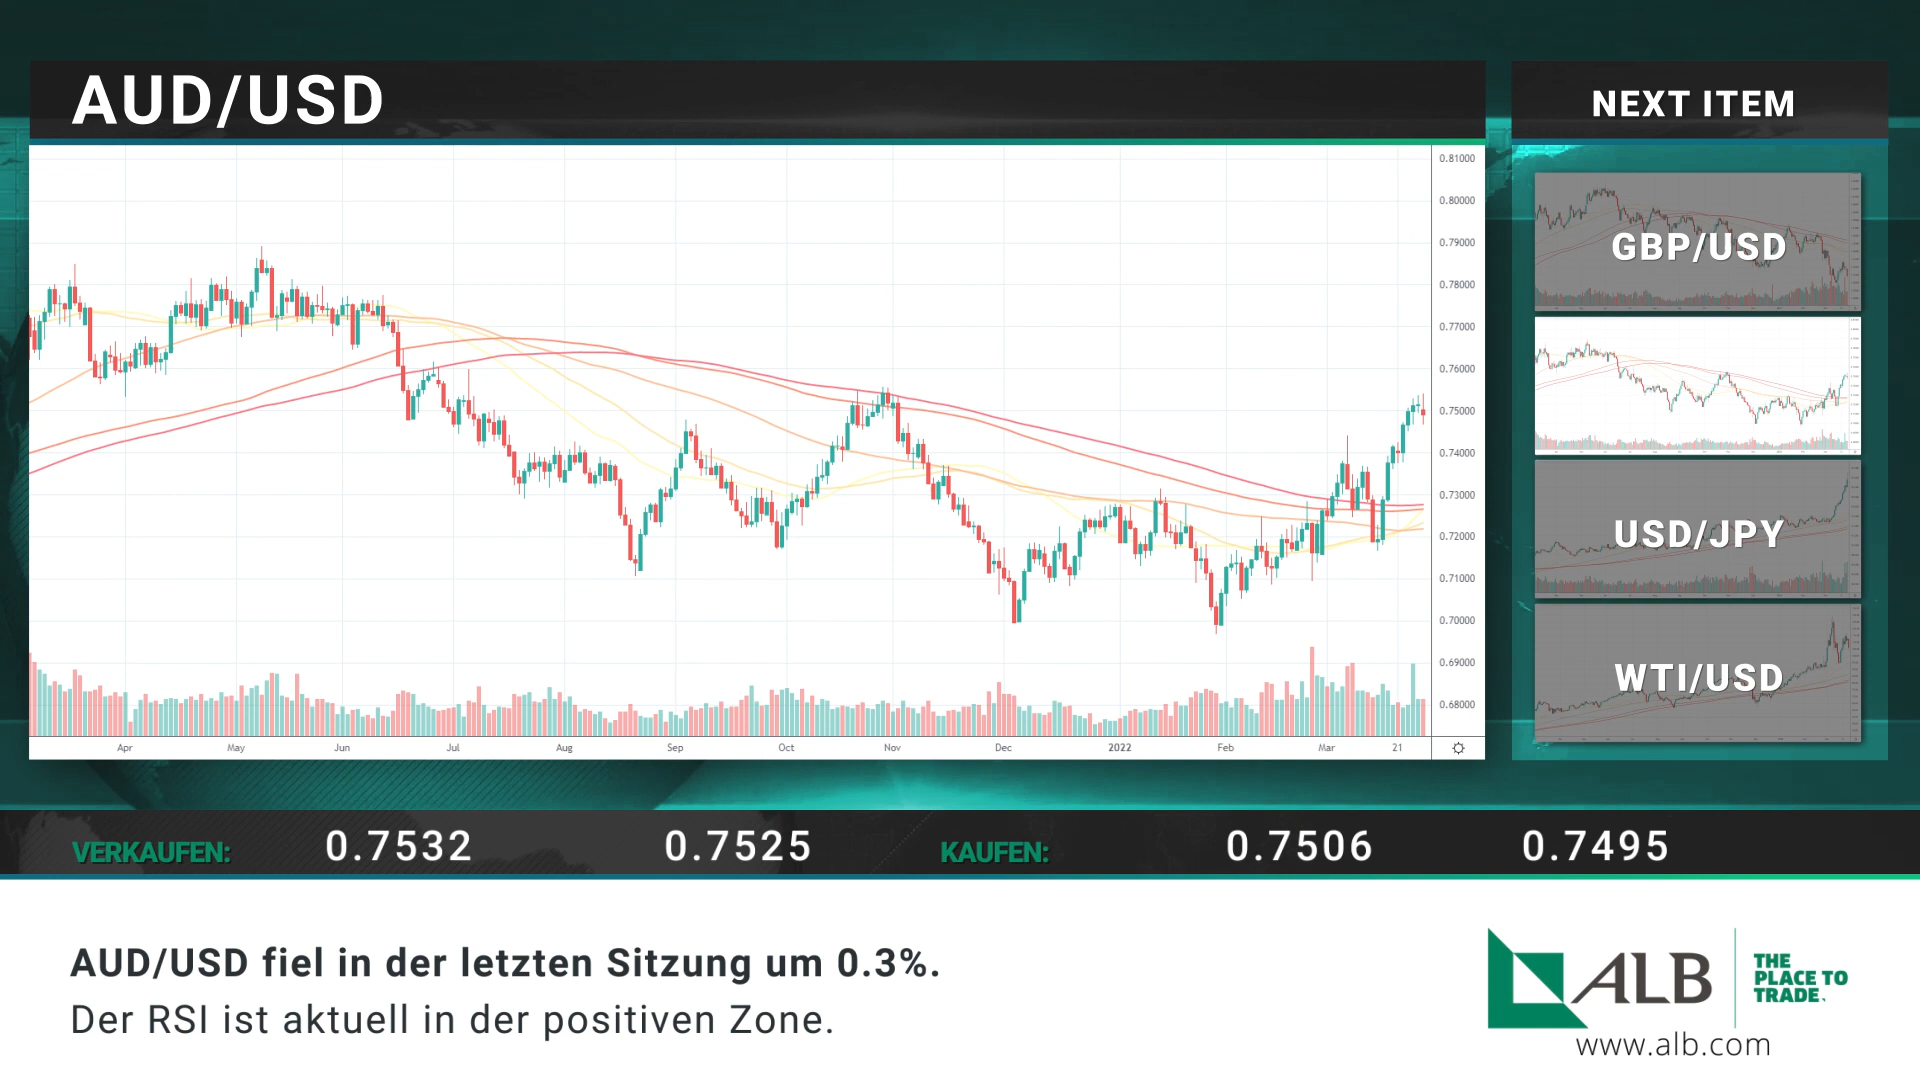 AUD/USD
NEXT ITEM
0.81000
0.80000
0.79000
0.78000
0.77000
0.76000
0.75000
0.74000
0.73000
0.72000
0.71000
0.70000
0.69000
0.68000
Apr May Jun Jul Aug Sep Oct Nov Dec 2022 Feb Mar 21
GBP/USD
USD/JPY
WTI/USD
VERKAUFEN: 0.7532 0.7525 KAUFEN: 0.7506 0.7495
AUD/USD fiel in der letzten Sitzung um 0.3%.
Der RSI ist aktuell in der positiven Zone.
ALB
THE
PLACE TO
TRADE.
www.alb.com